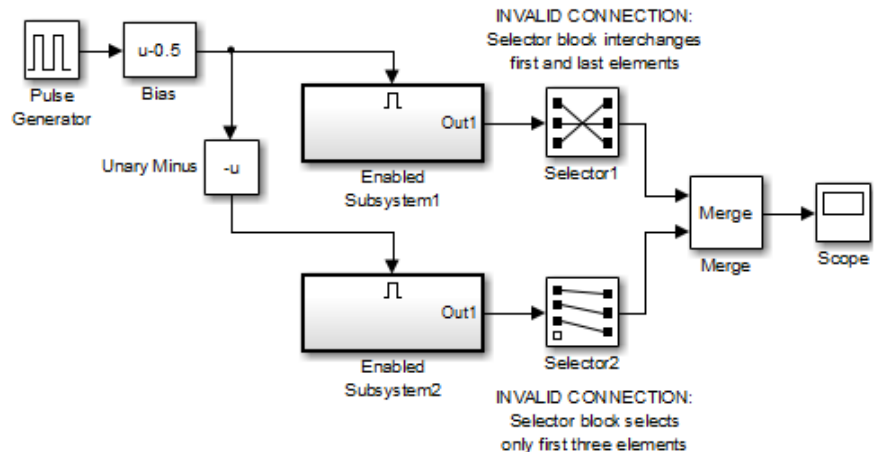 INVALID CONNECTION:
Selector block interchanges
first and last elements
u-0.5
Pulse
Generator
Bias
Out1
Unary Minus
-u
Enabled
Subsystem1
Selector1
Merge
Merge
Scope
Out1
Enabled
Subsystem2
Selector2
INVALID CONNECTION:
Selector block selects
only first three elements